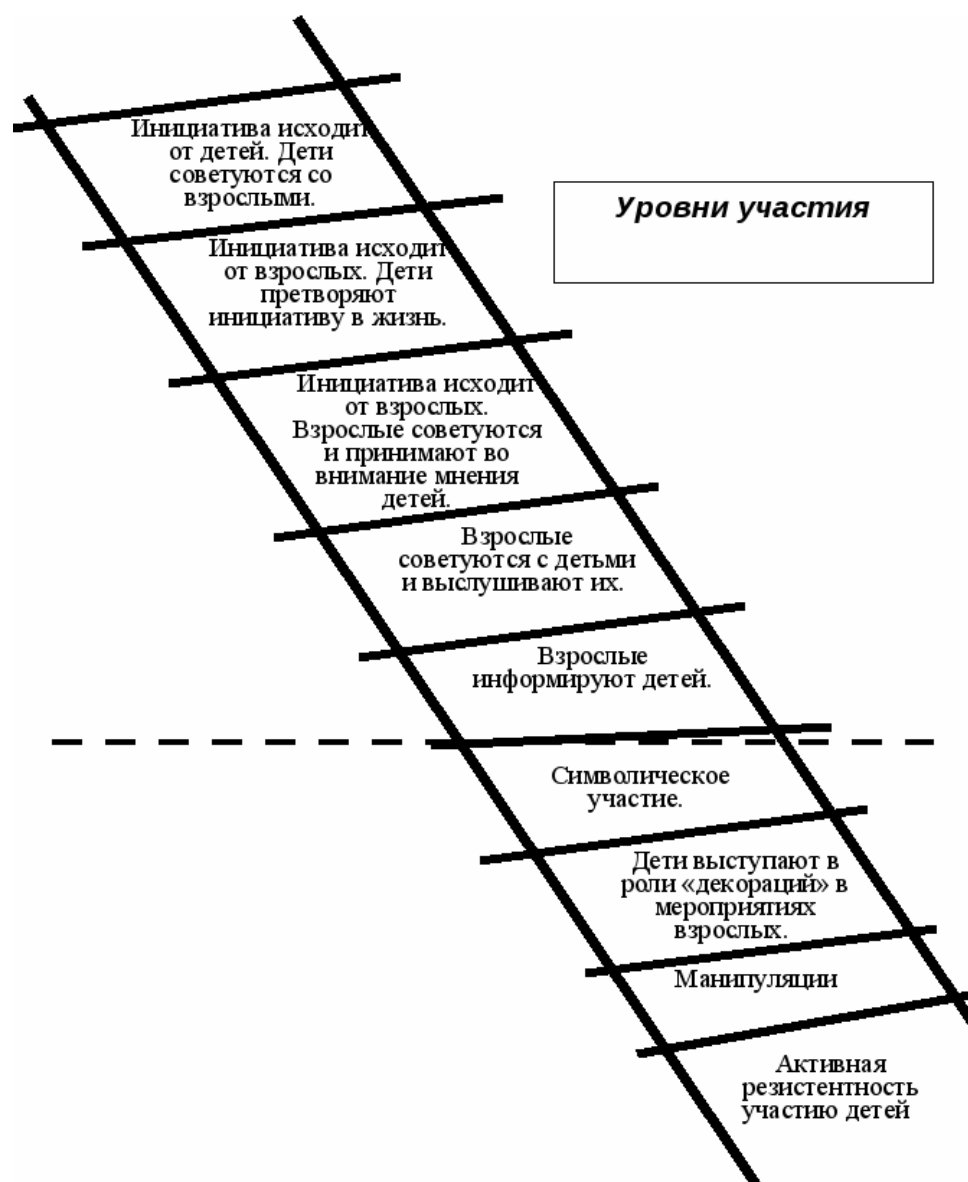 Инициатива исходит
от детей. Дети
советуются со
взрослыми.
Уровни участия
Инициатива исходит
от взрослых. Дети
претворяют
инициативу в жизнь.
Инициатива исходит
от взрослых.
Взрослые советуются
и принимают во
внимание мнения
детей.
Взрослые
советуются с детьми
и выслушивают их.
Взрослые
информируют детей.
Символическое
участие.
Дети выступают в
роли «декораций» в
мероприятиях
взрослых.
Манипуляции
Активная
резистентность
участию детей